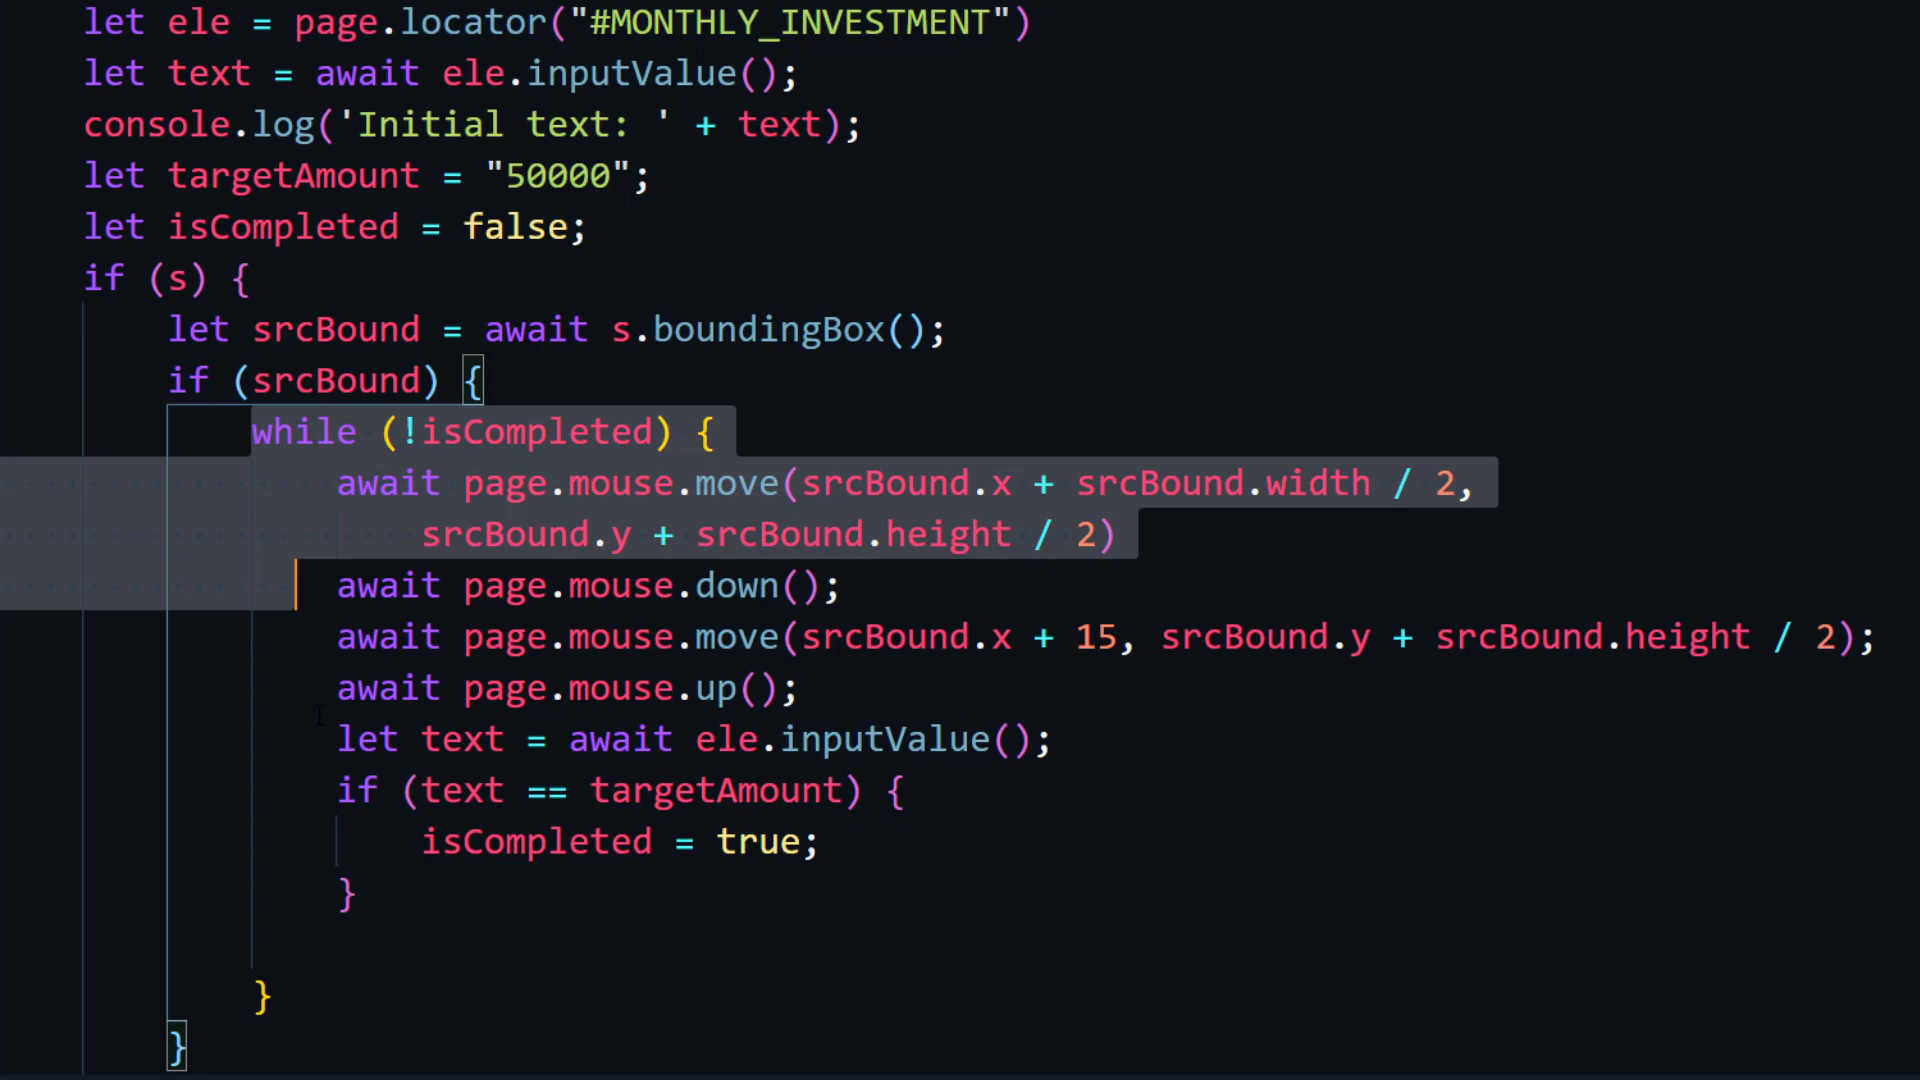 let ele = page.locator("#MONTHLY_INVESTMENT")
let text = await ele.inputValue();
console.log('Initial text: ' + text);
let targetAmount = "50000";
let isCompleted = false;
if (s) {
let srcBound = await s.boundingBox();
if (srcBound) {
while (!isCompleted) {
await page.mouse.move(srcBound.x + srcBound.width / 2,
srcBound.y + srcBound.height / 2)
await page.mouse.down();
await page.mouse.move(srcBound.x + 15, srcBound.y + srcBound.height / 2);
await page.mouse.up();
let text = await ele.inputValue();
if (text == targetAmount) {
isCompleted = true;
}
}
}